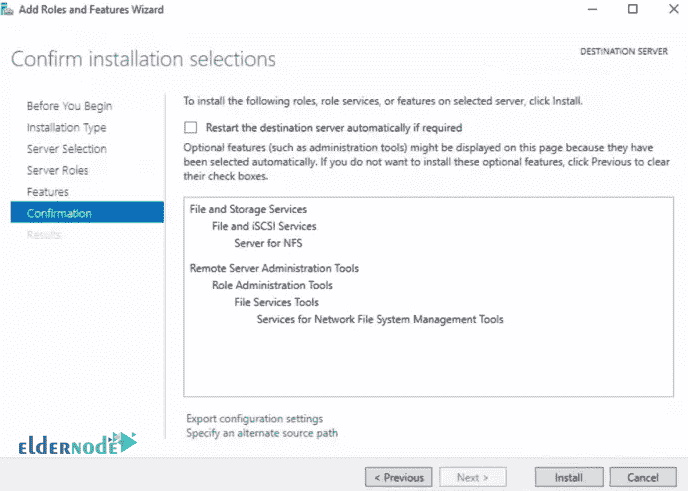 Add Roles and Features Wizard
Confirm installation selections
DESTINATION SERVER
Before You Begin
Installation Type
Server Selection
Server Roles
Features
Confirmation
Results
To install the following roles, role services, or features on selected server, click Install.
Restart the destination server automatically if required
Optional features (such as administration tools) might be displayed on this page because they have
been selected automatically. If you do not want to install these optional features, click Previous to clear
their check boxes.
File and Storage Services
File and iSCSI Services
Server for NFS
Remote Server Administration Tools
Role Administration Tools
File Services Tools
Services for Network File System Management Tools
Export configuration settings
Specify an alternate source path
eldernode
< Previous
Next >
Install
Cancel